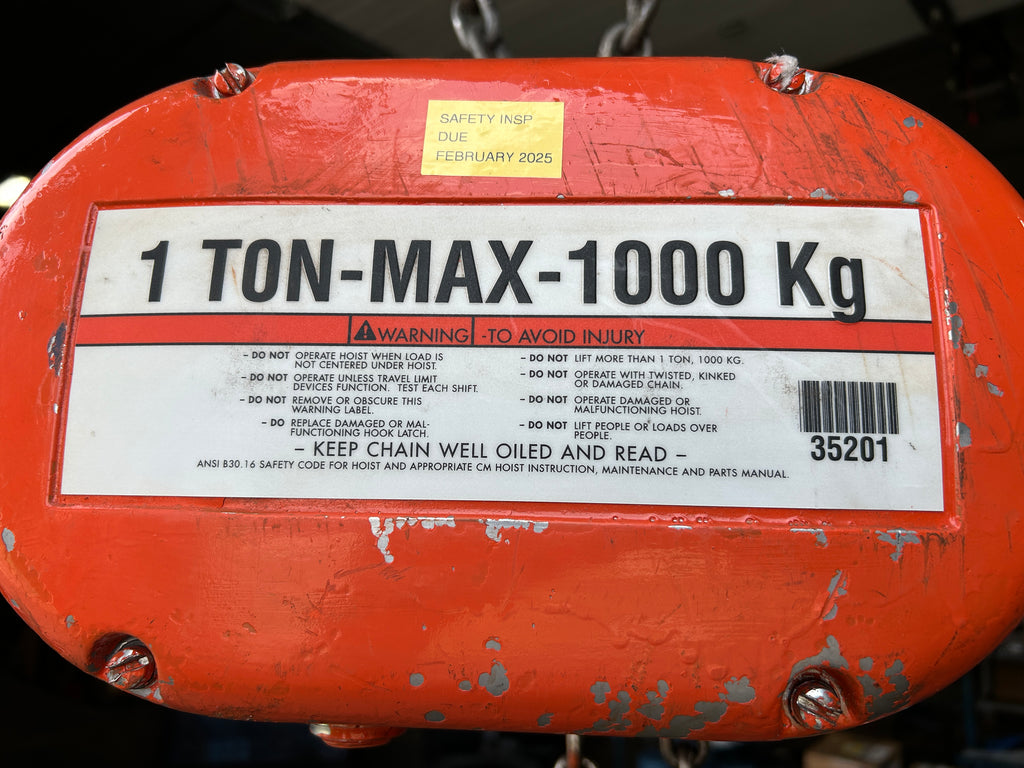 SAFETY INSP
DUE
FEBRUARY 2025
1 TON-MAX-1000 Kg
WARNING -TO AVOID INJURY
- DO NOT OPERATE HOIST WHEN LOAD IS
NOT CENTERED UNDER HOIST.
- DO NOT OPERATE UNLESS TRAVEL LIMIT
DEVICES FUNCTION. TEST EACH SHIFT.
- DO NOT REMOVE OR OBSCURE THIS
WARNING LABEL.
- DO REPLACE DAMAGED OR MAL-
FUNCTIONING HOOK LATCH.
- DO NOT LIFT MORE THAN 1 TON, 1000 KG.
- DO NOT OPERATE WITH TWISTED, KINKED
OR DAMAGED CHAIN.
- DO NOT OPERATE DAMAGED OR
MALFUNCTIONING HOIST.
- DO NOT LIFT PEOPLE OR LOADS OVER
PEOPLE.
35201
– KEEP CHAIN WELL OILED AND READ –
ANSI B30.16 SAFETY CODE FOR HOIST AND APPROPRIATE CM HOIST INSTRUCTION, MAINTENANCE AND PARTS MANUAL.